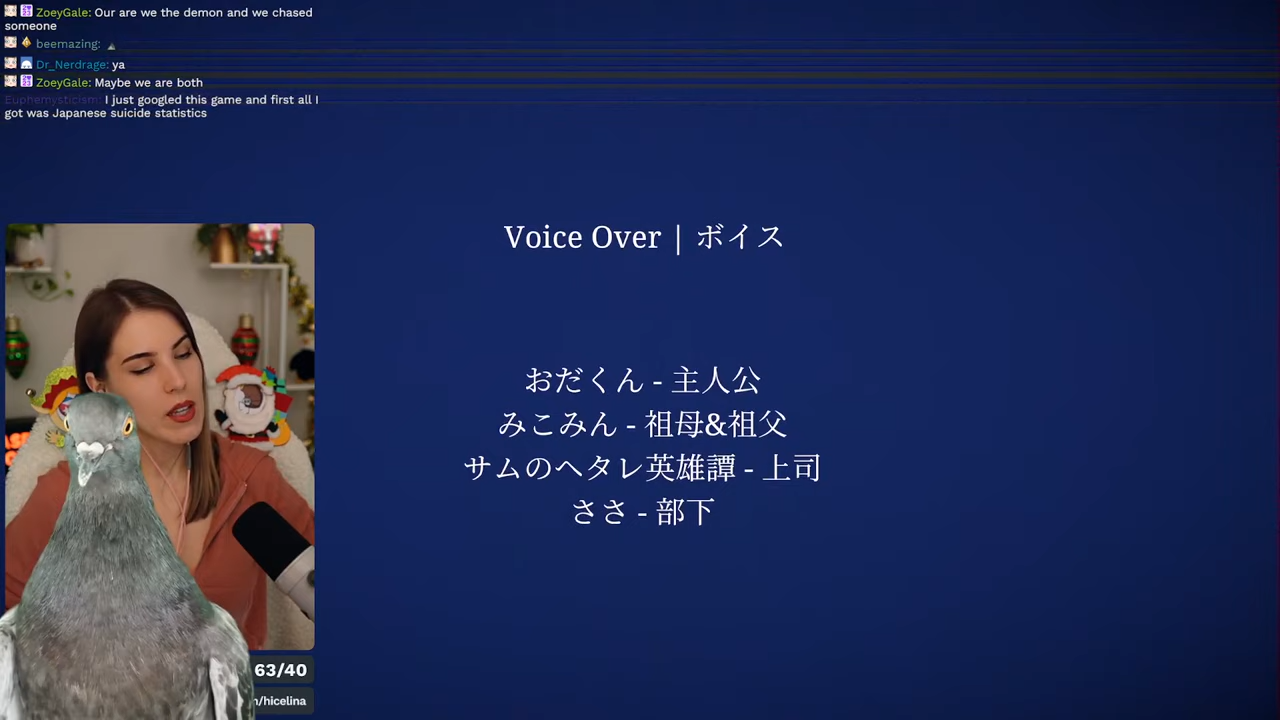 ZoeyGale: Our are we the demon and we chased
someone
beemazing:
Dr_Nerdrage: ya
ZoeyGale: Maybe we are both
Euphemysticism: I just googled this game and first all I
got was Japanese suicide statistics
Voice Over | ボイス
おだくん - 主人公
みこみん - 祖母&祖父
サムのヘタレ英雄譚 - 上司
ささ - 部下
63/40
/hicelina